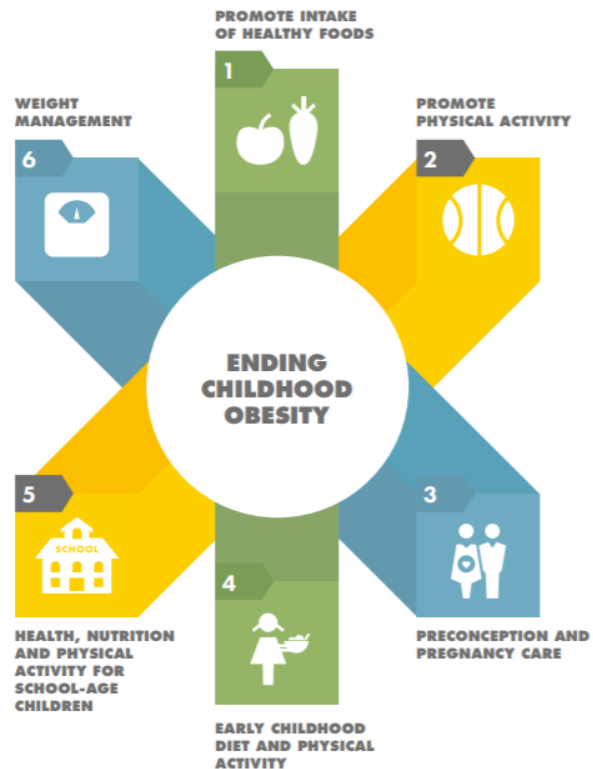 PROMOTE INTAKE
OF HEALTHY FOODS
1
PROMOTE
PHYSICAL ACTIVITY
2
3
PRECONCEPTION AND
PREGNANCY CARE
4
EARLY CHILDHOOD
DIET AND PHYSICAL
ACTIVITY
5
SCHOOL
HEALTH, NUTRITION
AND PHYSICAL
ACTIVITY FOR
SCHOOL-AGE
CHILDREN
WEIGHT
MANAGEMENT
6
ENDING
CHILDHOOD
OBESITY